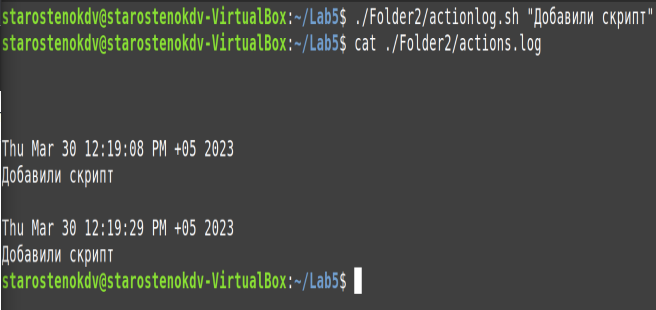 starostenokdv@starostenokdv-VirtualBox:~/Lab5$ ./Folder2/actionlog.sh "Добавили скрипт"
starostenokdv@starostenokdv-VirtualBox:~/Lab5$ cat ./Folder2/actions.log
Thu Mar 30 12:19:08 PM +05 2023
Добавили скрипт
Thu Mar 30 12:19:29 PM +05 2023
Добавили скрипт
starostenokdv@starostenokdv-VirtualBox:~/Lab5$